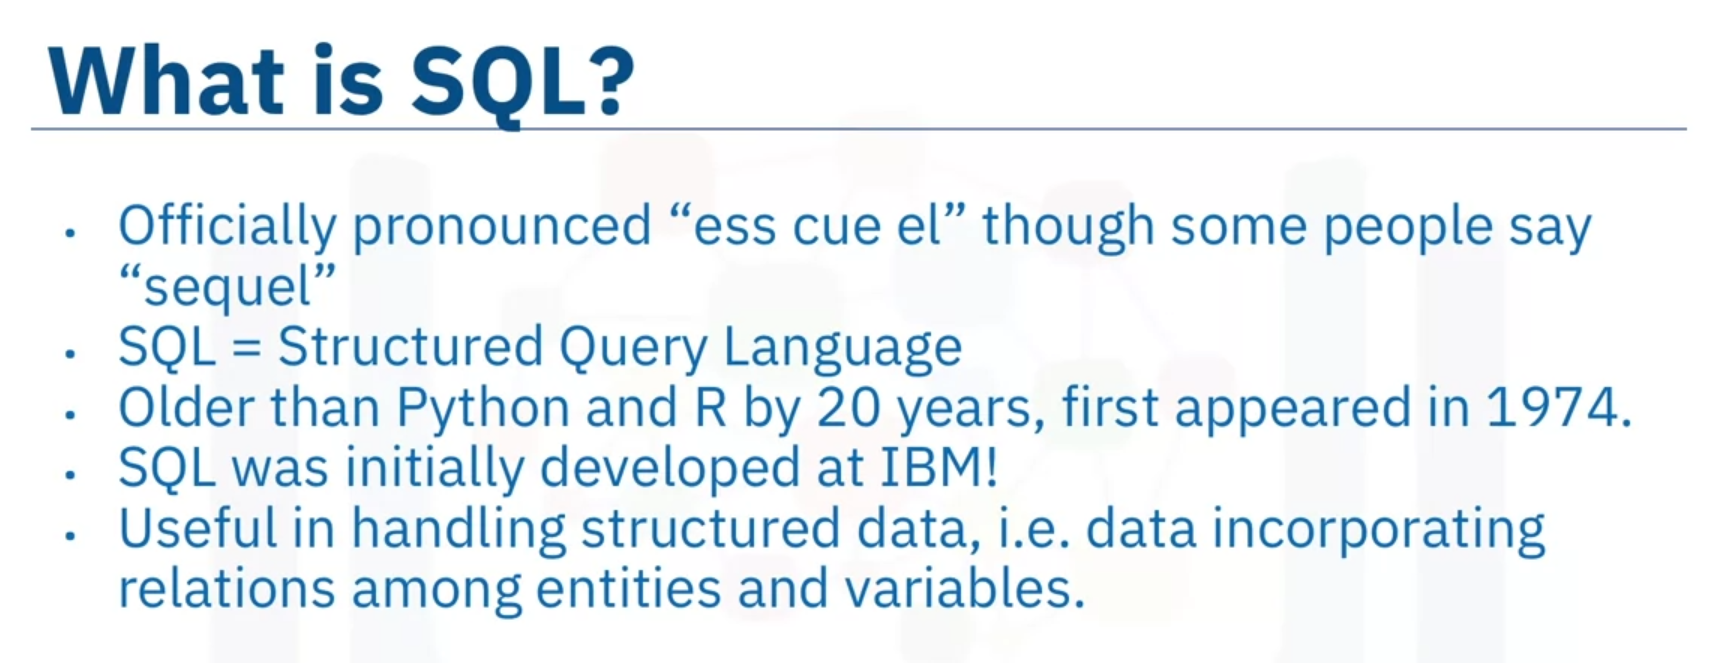 What is SQL?
• Officially pronounced “ess cue el” though some people say
“sequel”
• SQL = Structured Query Language
• Older than Python and R by 20 years, first appeared in 1974.
• SQL was initially developed at IBM!
• Useful in handling structured data, i.e. data incorporating
relations among entities and variables.